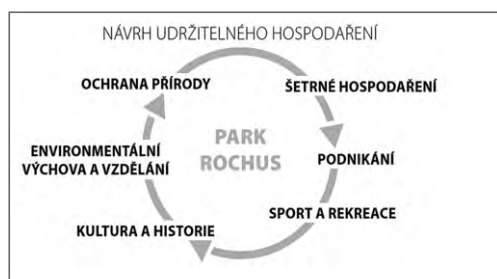 NÁVRH UDRŽITELNÉHO HOSPODAŘENÍ
OCHRANA PŘÍRODY
ŠETRNÉ HOSPODAŘENÍ
PARK
ROCHUS
ENVIRONMENTÁLNÍ
VÝCHOVA A VZDĚLÁNÍ
PODNIKÁNÍ
SPORT A REKREACE
KULTURA A HISTORIE